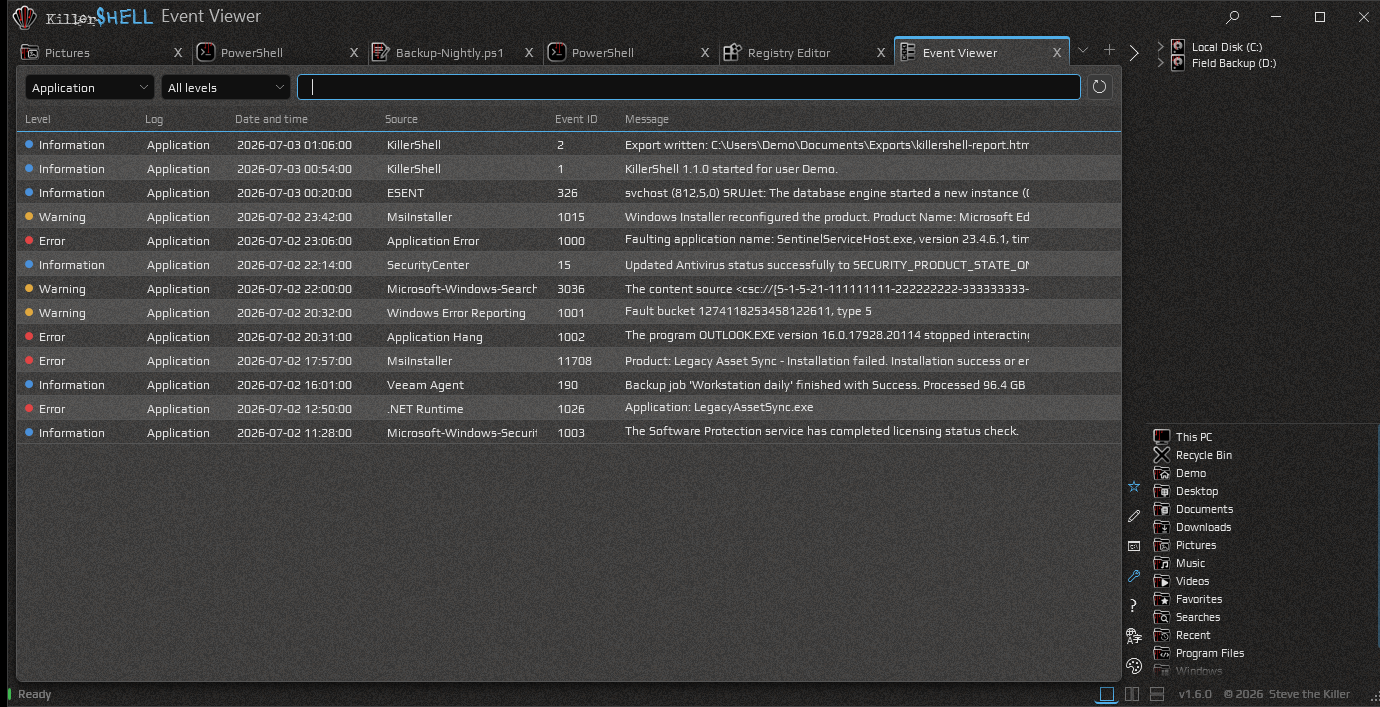 Killer$HELL Event Viewer
Pictures X PowerShell X Backup-Nightly.ps1 X PowerShell X Registry Editor X Event Viewer X
Local Disk (C:)
Field Backup (D:)
Application All levels
Level Log Date and time Source Event ID Message
Information Application 2026-07-03 01:06:00 KillerShell 2 Export written: C:\Users\Demo\Documents\Exports\killershell-report.htm
Information Application 2026-07-03 00:54:00 KillerShell 1 KillerShell 1.1.0 started for user Demo.
Information Application 2026-07-03 00:20:00 ESENT 326 svchost (812,5,0) SRUJet: The database engine started a new instance ((
Warning Application 2026-07-02 23:42:00 MsiInstaller 1015 Windows Installer reconfigured the product. Product Name: Microsoft Ed
Error Application 2026-07-02 23:06:00 Application Error 1000 Faulting application name: SentinelServiceHost.exe, version 23.4.6.1, tim
Information Application 2026-07-02 22:14:00 SecurityCenter 15 Updated Antivirus status successfully to SECURITY_PRODUCT_STATE_ON
Warning Application 2026-07-02 22:00:00 Microsoft-Windows-Search 3036 The content source <csc://{S-1-5-21-111111111-222222222-333333333-
Warning Application 2026-07-02 20:32:00 Windows Error Reporting 1001 Fault bucket 1274118253458122611, type 5
Error Application 2026-07-02 20:31:00 Application Hang 1002 The program OUTLOOK.EXE version 16.0.17928.20114 stopped interacting
Error Application 2026-07-02 17:57:00 MsiInstaller 11708 Product: Legacy Asset Sync - Installation failed. Installation success or er
Information Application 2026-07-02 16:01:00 Veeam Agent 190 Backup job 'Workstation daily' finished with Success. Processed 96.4 GB
Error Application 2026-07-02 12:50:00 .NET Runtime 1026 Application: LegacyAssetSync.exe
Information Application 2026-07-02 11:28:00 Microsoft-Windows-Securit 1003 The Software Protection service has completed licensing status check.
This PC
Recycle Bin
Demo
Desktop
Documents
Downloads
Pictures
Music
Videos
Favorites
Searches
Recent
Program Files
Windows
Ready v1.6.0 © 2026 Steve the Killer